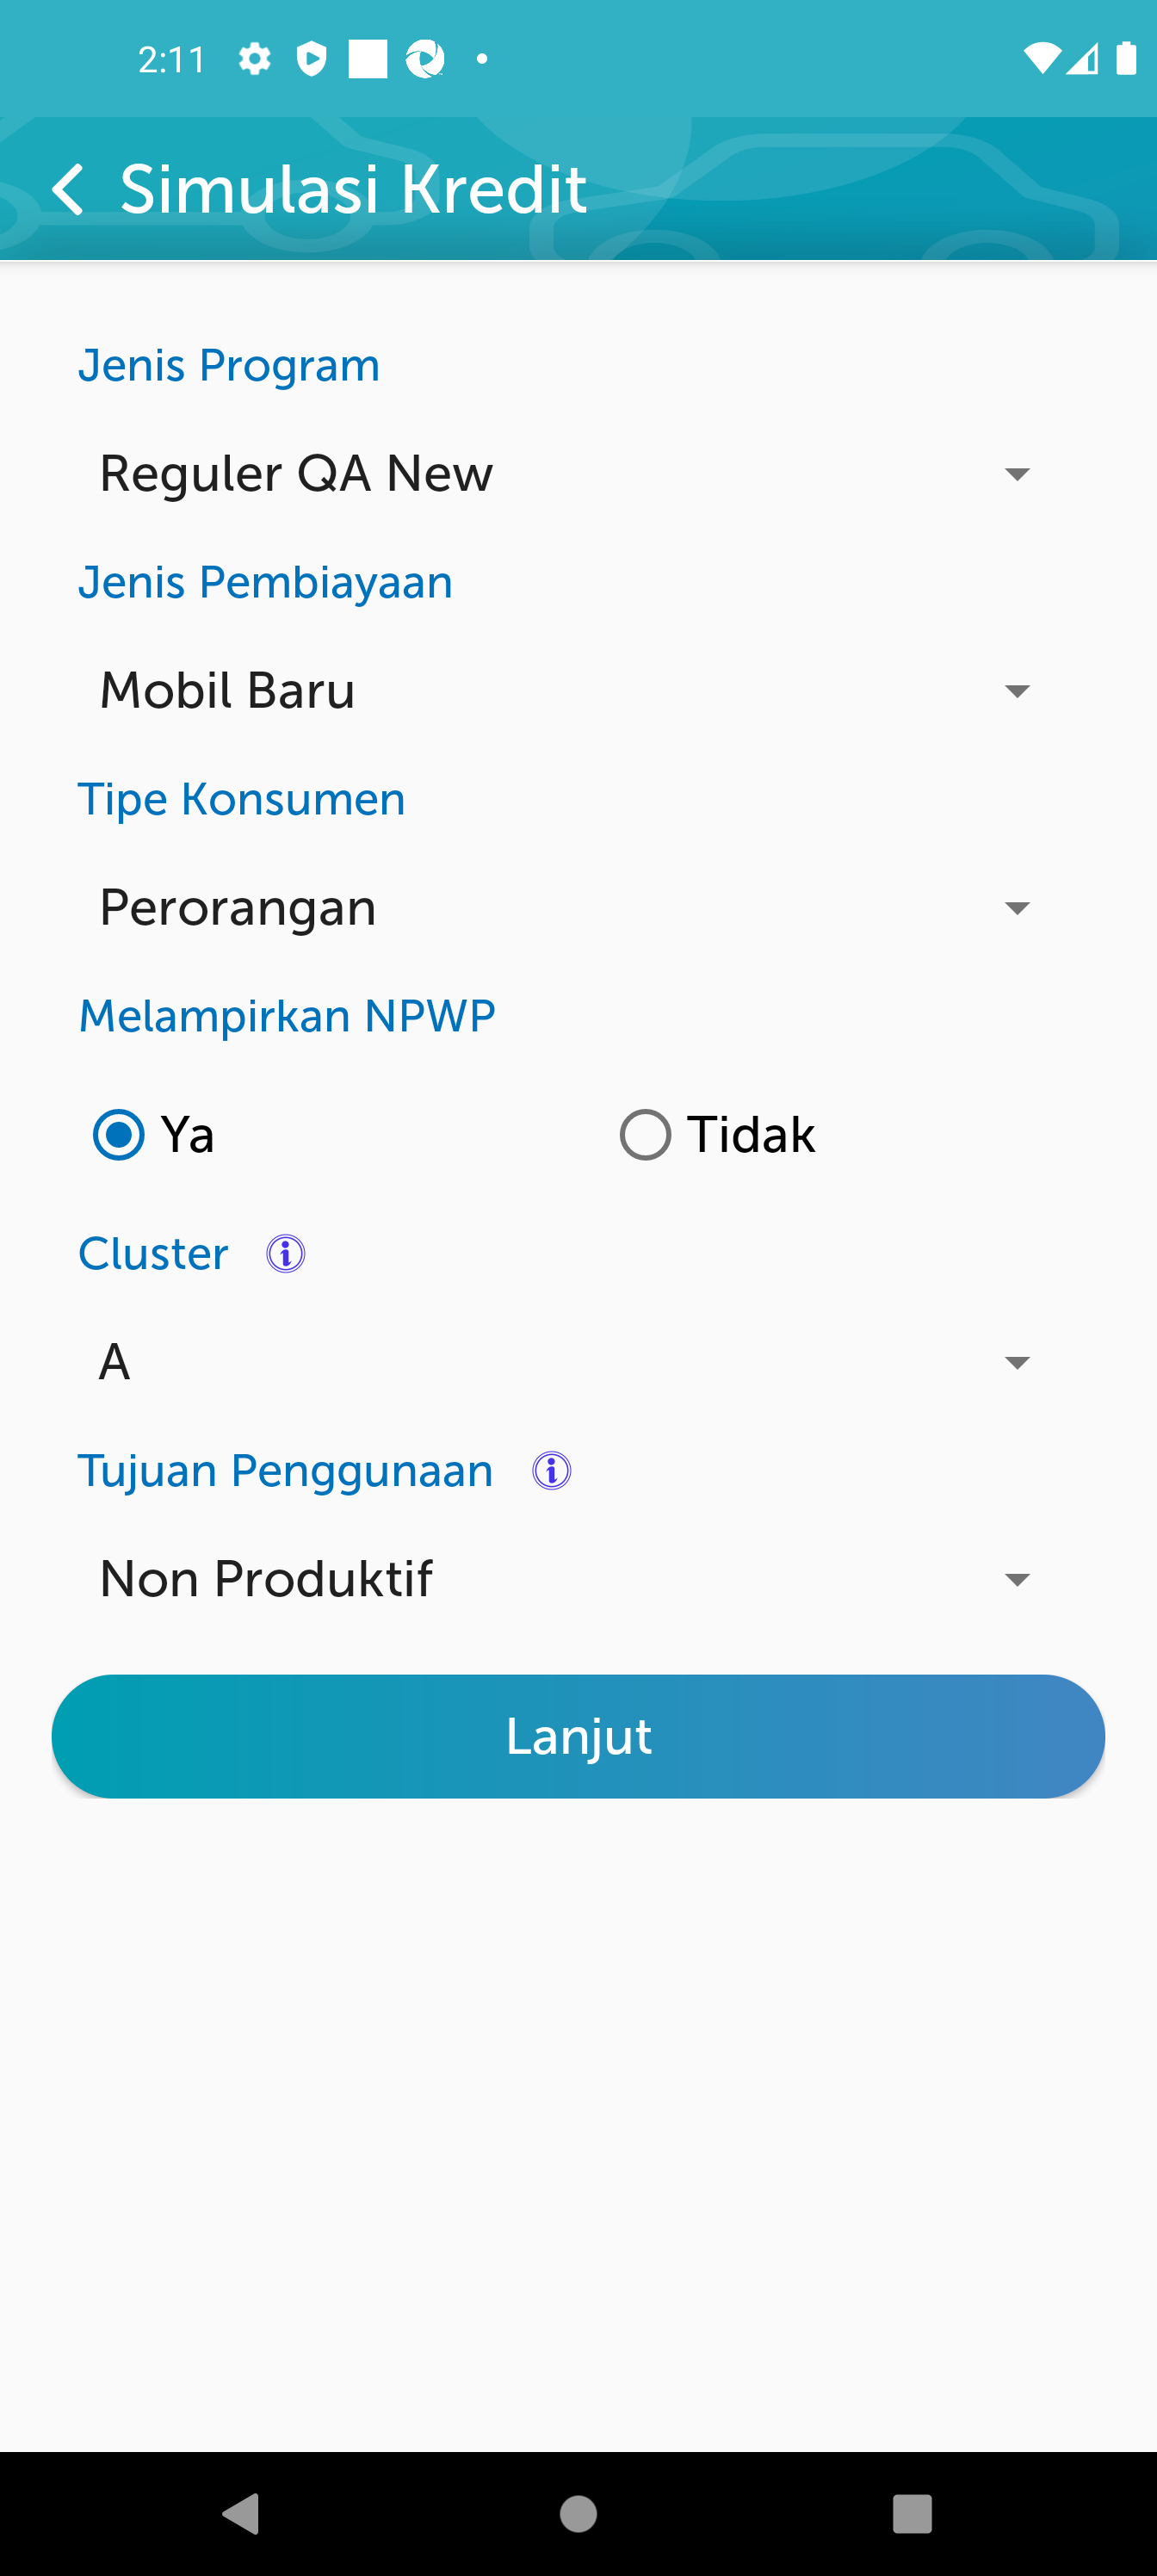 2:11
Simulasi Kredit
Jenis Program
Reguler QA New
Jenis Pembiayaan
Mobil Baru
Tipe Konsumen
Perorangan
Melampirkan NPWP
Ya Tidak
Cluster
A
Tujuan Penggunaan
Non Produktif
Lanjut